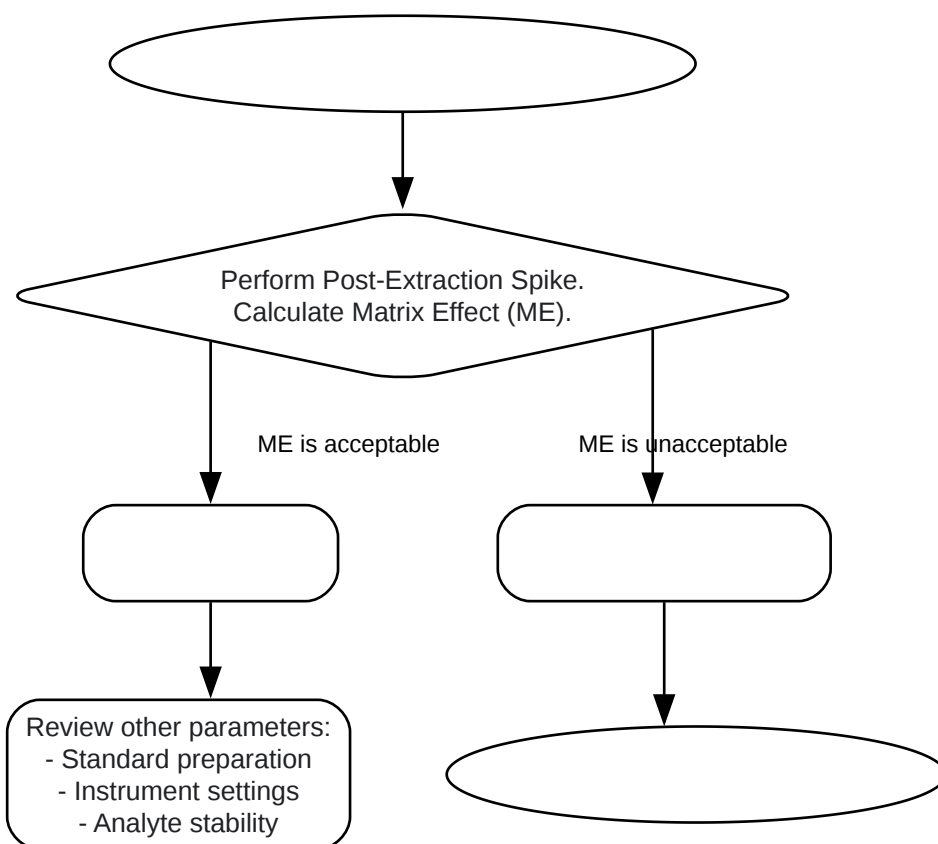 Perform Post-Extraction Spike.
Calculate Matrix Effect (ME).
ME is acceptable
ME is unacceptable
Review other parameters:
- Standard preparation
- Instrument settings
- Analyte stability